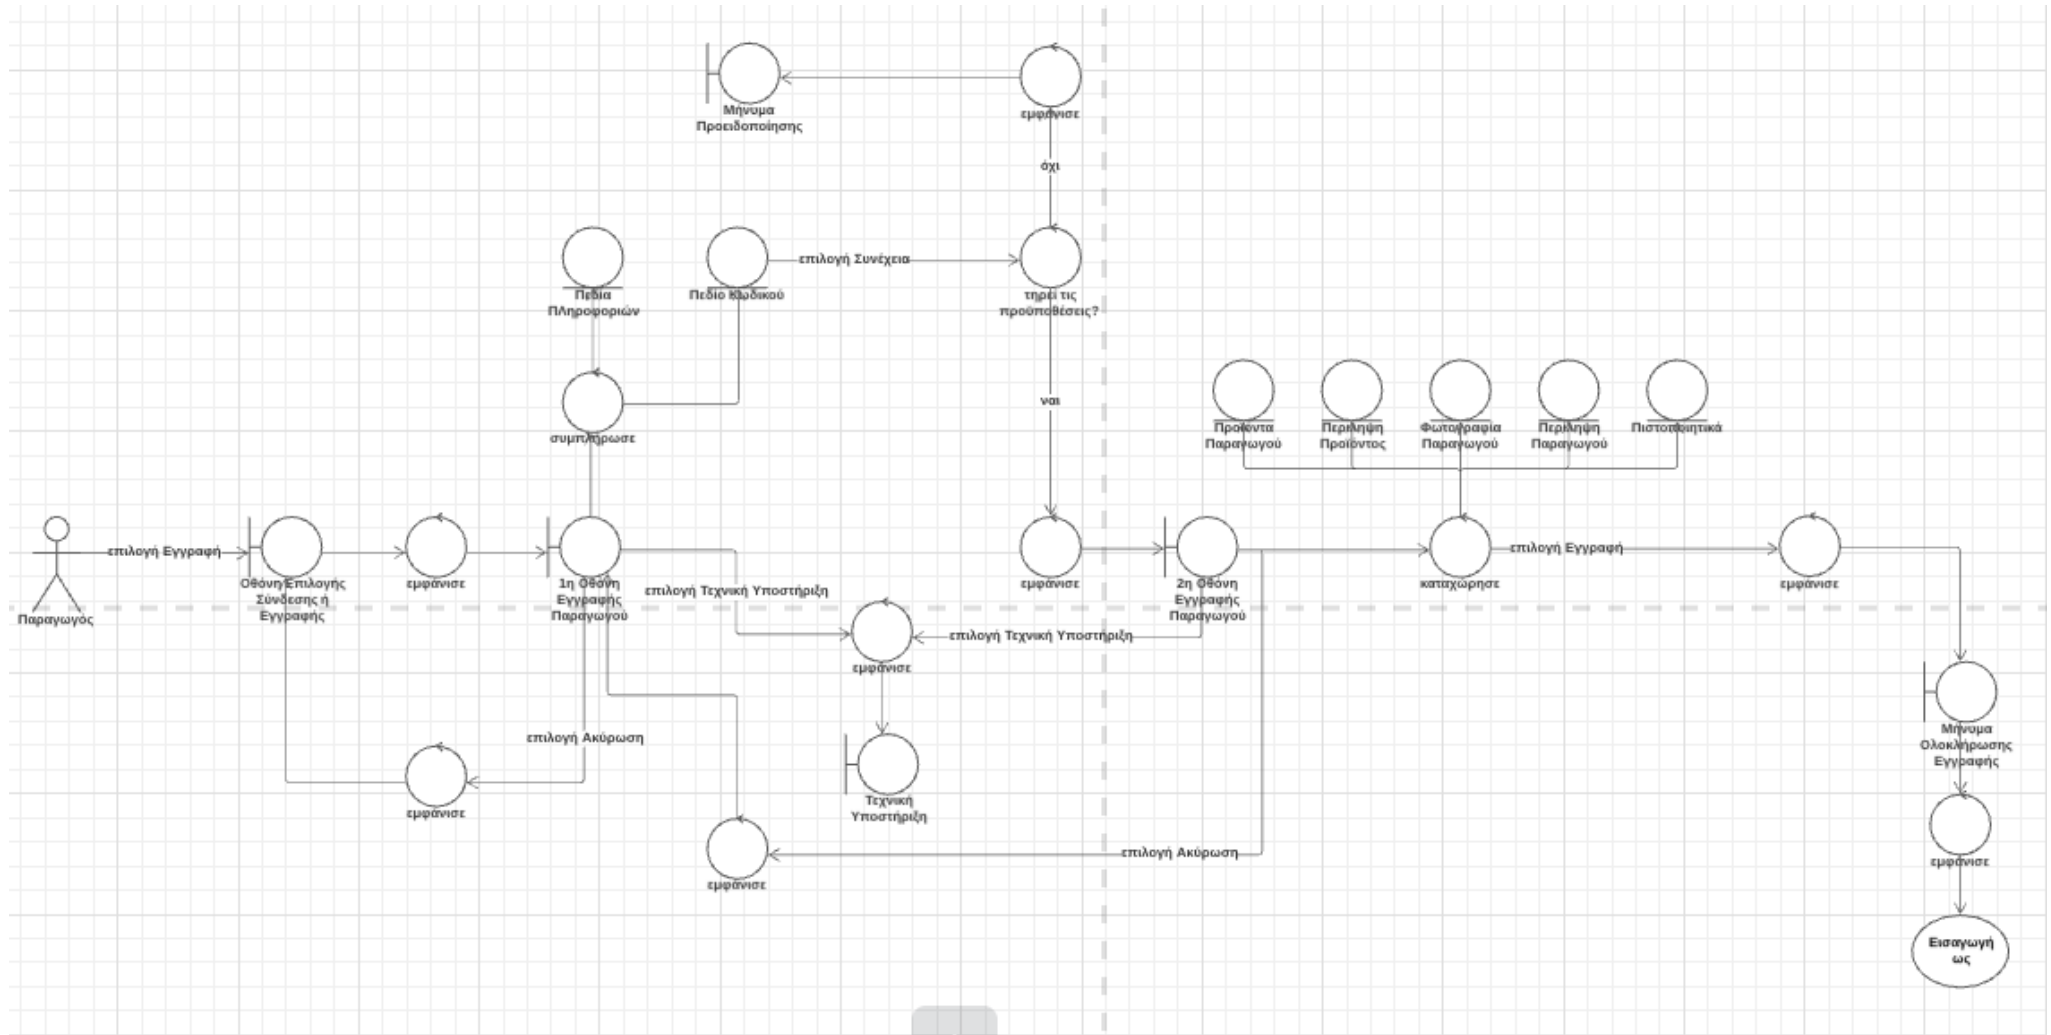 Μήνυμα
Προειδοποίησης
εμφάνισε
όχι
Πεδία
ΠΛηροφοριών
Πεδίο Κωδικού
επιλογή Συνέχεια
τηρεί τις
προϋποθέσεις?
ναι
συμπλήρωσε
Προϊόντα
Παραγωγού
Περίληψη
Προϊόντος
Φωτογραφία
Παραγωγού
Περίληψη
Παραγωγού
Πιστοποιητικά
Παραγωγός
επιλογή Εγγραφή
Οθόνη Επιλογής
Σύνδεσης ή
Εγγραφής
εμφάνισε
1η Οθόνη
Εγγραφής
Παραγωγού
επιλογή Τεχνική Υποστήριξη
εμφάνισε
2η Οθόνη
Εγγραφής
Παραγωγού
καταχώρησε
επιλογή Εγγραφή
εμφάνισε
επιλογή Τεχνική Υποστήριξη
εμφάνισε
επιλογή Ακύρωση
εμφάνισε
Τεχνική
Υποστήριξη
επιλογή Ακύρωση
εμφάνισε
Μήνυμα
Ολοκλήρωσης
Εγγραφής
εμφάνισε
Εισαγωγή
ως